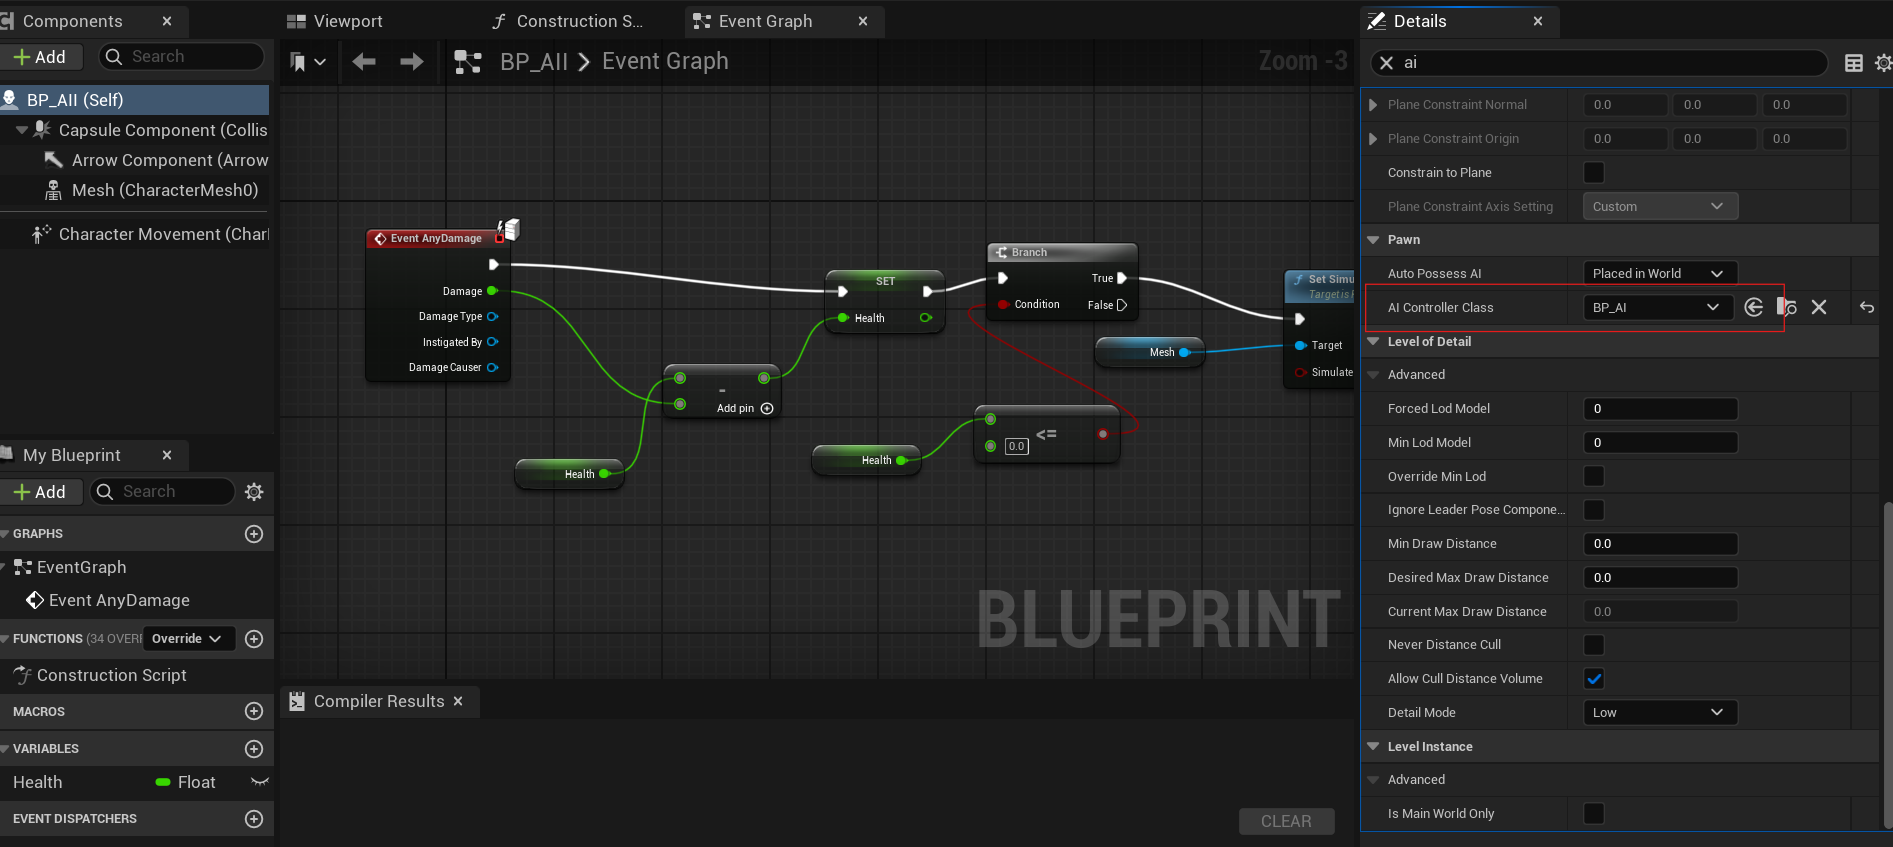 Components
Add
Search
BP_AII (Self)
Capsule Component (Collis
Arrow Component (Arrow
Mesh (CharacterMesh0)
Character Movement (Char
My Blueprint
Add
Search
GRAPHS
EventGraph
Event AnyDamage
FUNCTIONS (34 OVERI
Override
Construction Script
MACROS
VARIABLES
Health
Float
EVENT DISPATCHERS
Viewport
Construction S...
Event Graph
BP_AII
Event Graph
Zoom -3
Event AnyDamage
Damage
Damage Type
Instigated By
Damage Causer
Health
-
Add pin
SET
Health
Health
Branch
True
Condition
False
Mesh
<=
0.0
Set Simu
Target is
Target
Simulate
BLUEPRINT
Compiler Results
CLEAR
Details
ai
Plane Constraint Normal
0.0
0.0
0.0
Plane Constraint Origin
0.0
0.0
0.0
Constrain to Plane
Plane Constraint Axis Setting
Custom
Pawn
Auto Possess AI
Placed in World
AI Controller Class
BP_AI
Level of Detail
Advanced
Forced Lod Model
0
Min Lod Model
0
Override Min Lod
Ignore Leader Pose Compone...
Min Draw Distance
0.0
Desired Max Draw Distance
0.0
Current Max Draw Distance
0.0
Never Distance Cull
Allow Cull Distance Volume
Detail Mode
Low
Level Instance
Advanced
Is Main World Only